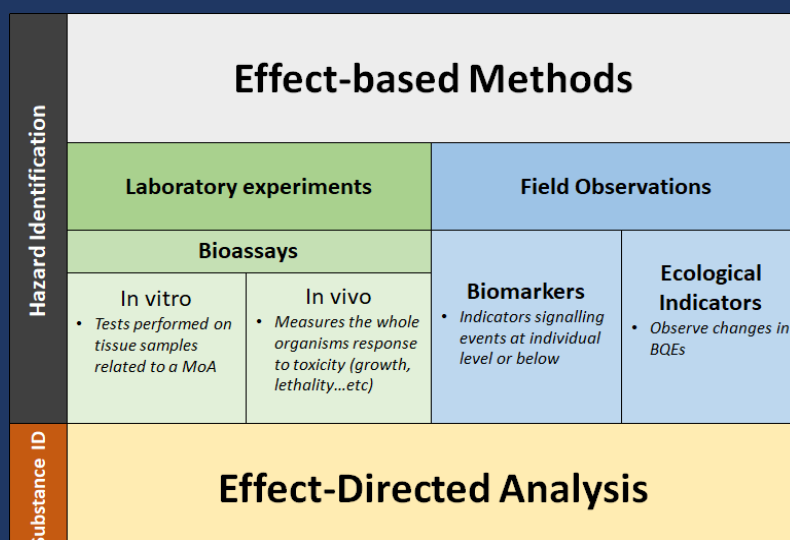 Effect-based Methods
Hazard Identification
Laboratory experiments
Field Observations
Bioassays
In vitro
• Tests performed on
tissue samples
related to a MoA
In vivo
• Measures the whole
organisms response
to toxicity (growth,
lethality...etc)
Biomarkers
• Indicators signalling
events at individual
level or below
Ecological
Indicators
• Observe changes in
BQEs
Substance ID
Effect-Directed Analysis